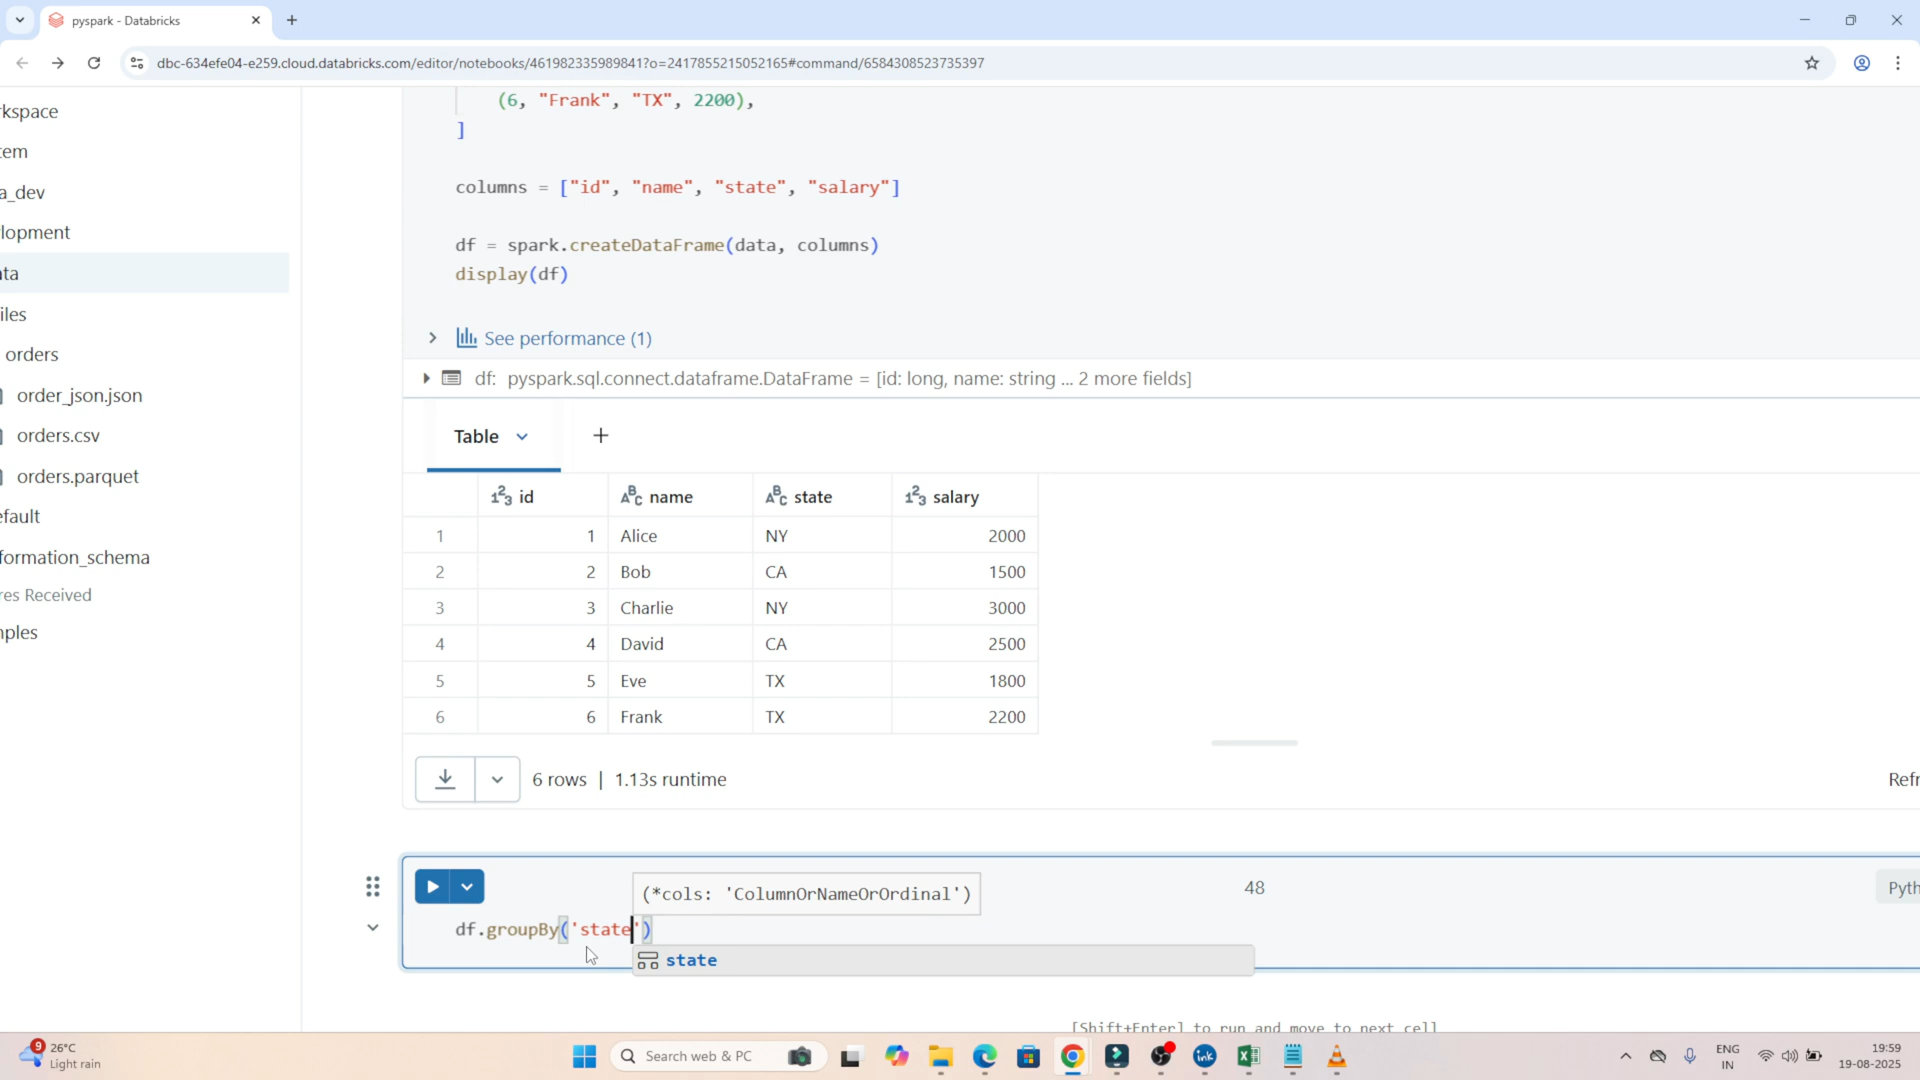 pyspark - Databricks
dbc-634efe04-e259.cloud.databricks.com/editor/notebooks/461982335989841?o=2417855215052165#command/6584308523735397
kspace
tem
a_dev
lopment
ta
iles
orders
order_json.json
orders.csv
orders.parquet
efault
formation_schema
res Received
nples
(6, "Frank", "TX", 2200),
]
columns = ["id", "name", "state", "salary"]
df = spark.createDataFrame(data, columns)
display(df)
See performance (1)
df: pyspark.sql.connect.dataframe.DataFrame = [id: long, name: string ... 2 more fields]
Table
id name state salary
1 1 Alice NY 2000
2 2 Bob CA 1500
3 3 Charlie NY 3000
4 4 David CA 2500
5 5 Eve TX 1800
6 6 Frank TX 2200
6 rows | 1.13s runtime
Refr
(*cols: 'ColumnOrNameOrOrdinal')
48
Pyth
df.groupBy('state')
state
[Shift+Enter] to run and move to next cell
9
26°C
Light rain
Search web & PC
ink
ENG
IN
19:59
19-08-2025